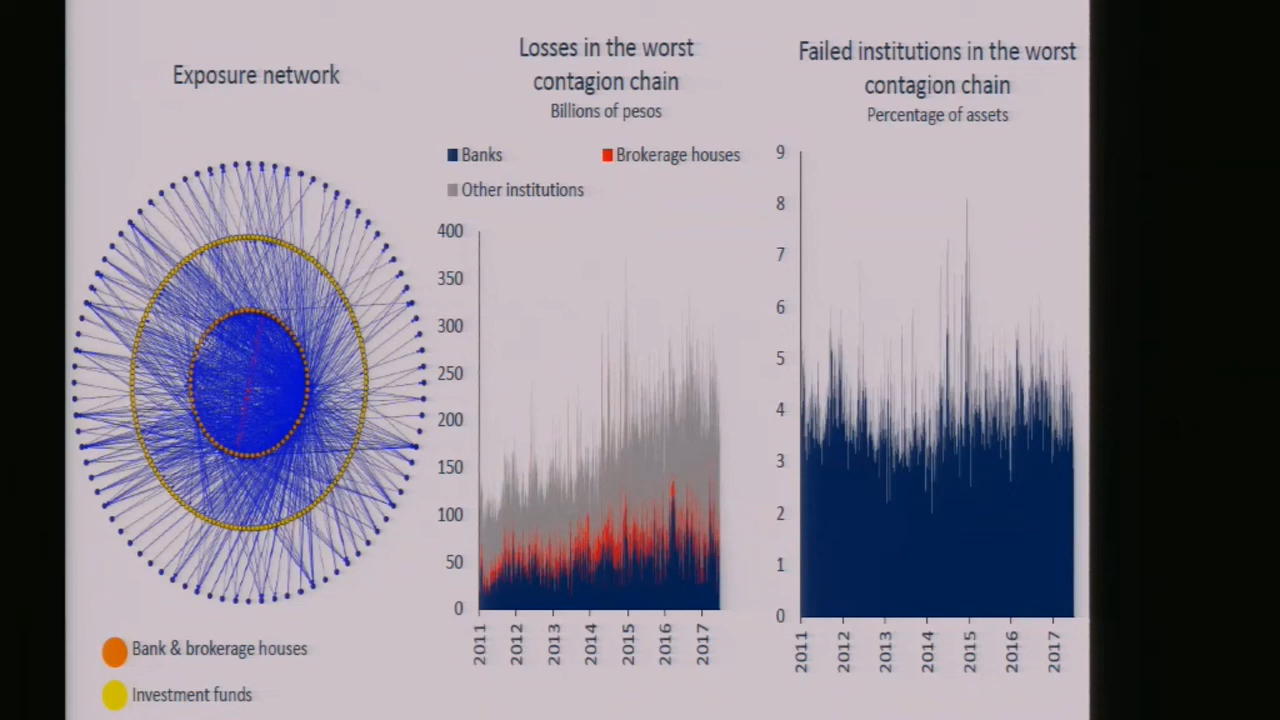 Exposure network
Bank & brokerage houses
Investment funds
Losses in the worst
contagion chain
Billions of pesos
Banks
Brokerage houses
Other institutions
400
350
300
250
200
150
100
50
0
2011
2012
2013
2014
2015
2016
2017
Failed institutions in the worst
contagion chain
Percentage of assets
9
8
7
6
5
4
3
2
1
0
2011
2012
2013
2014
2015
2016
2017